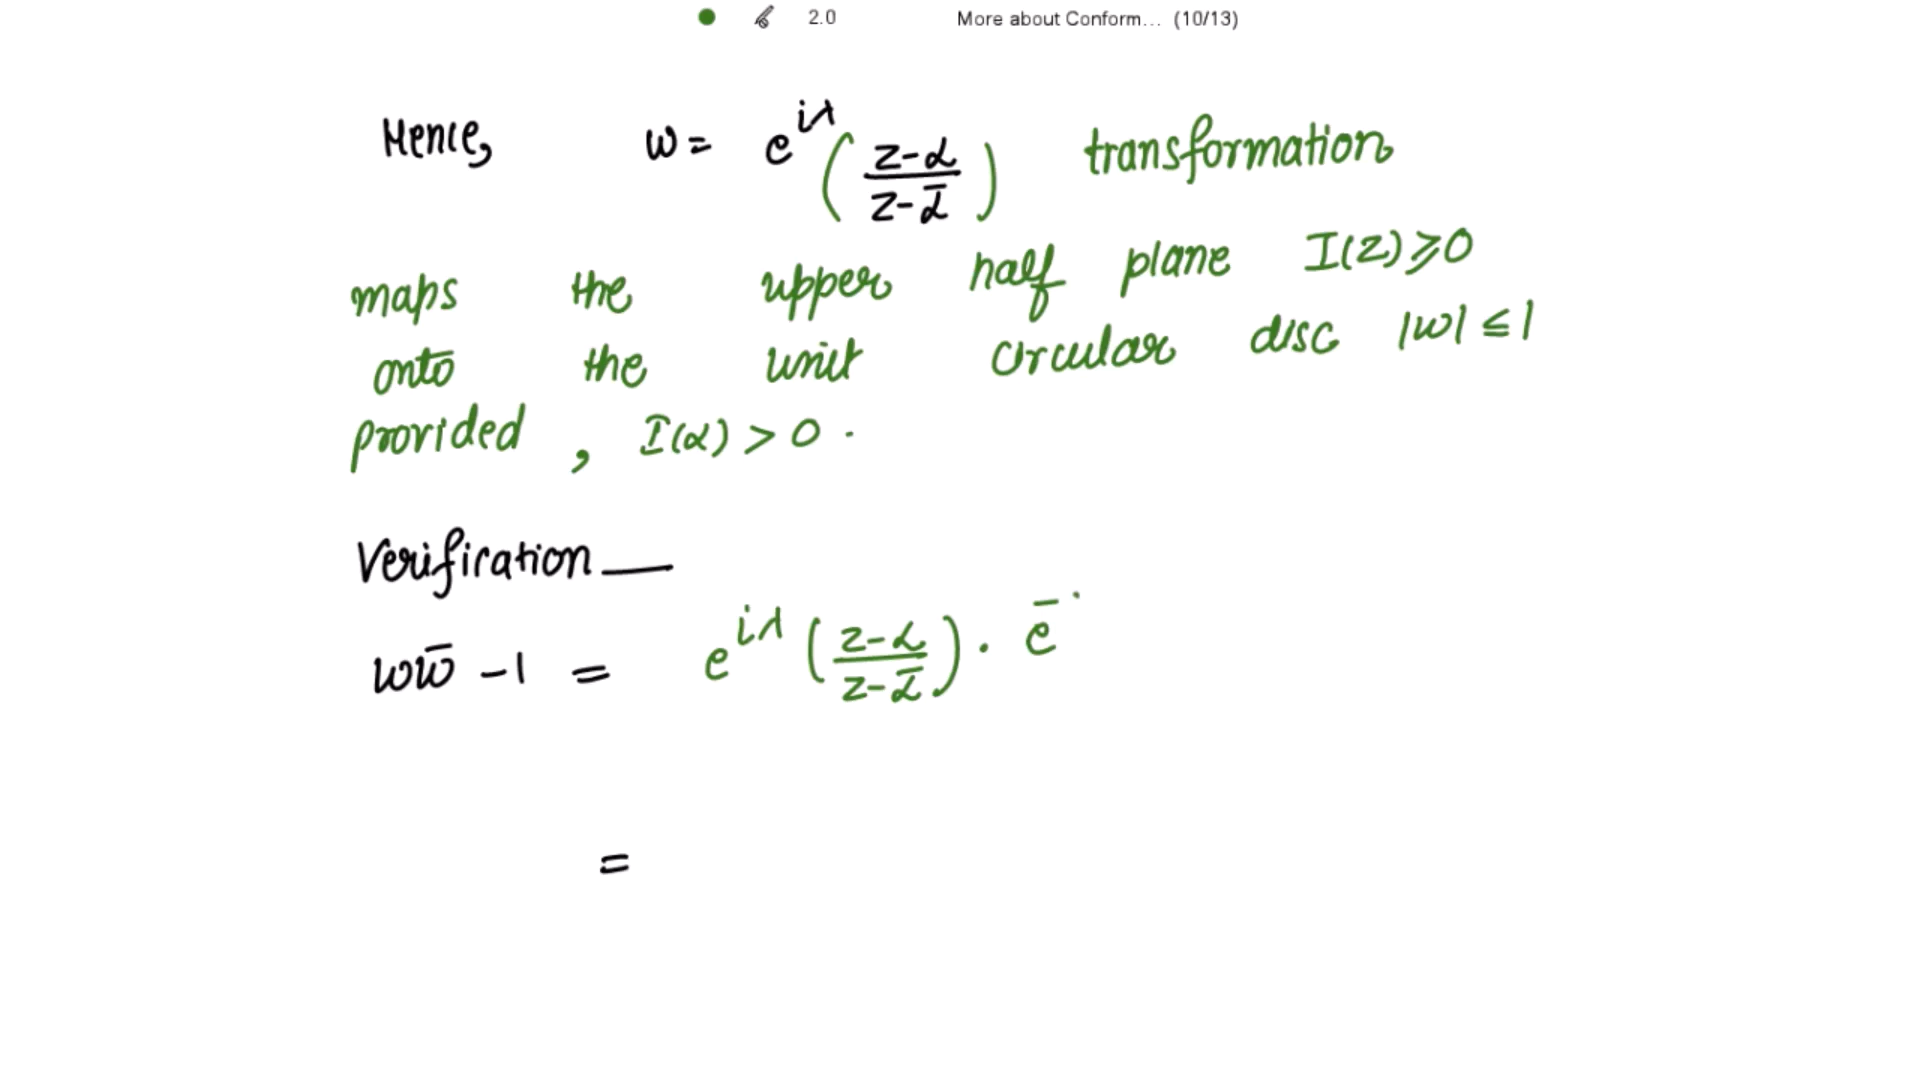 2.0 More about Conform... (10/13)
Hence, w = e^{iλ} ( (z-α)/(z-ᾱ) ) transformation
maps the upper half plane I(z)⩾0
onto the unit circular disc |w| ≤ 1
provided , I(α) > 0 .
Verification —
ww̄ -1 = e^{iλ} ( (z-α)/(z-ᾱ) ) . e^-
=